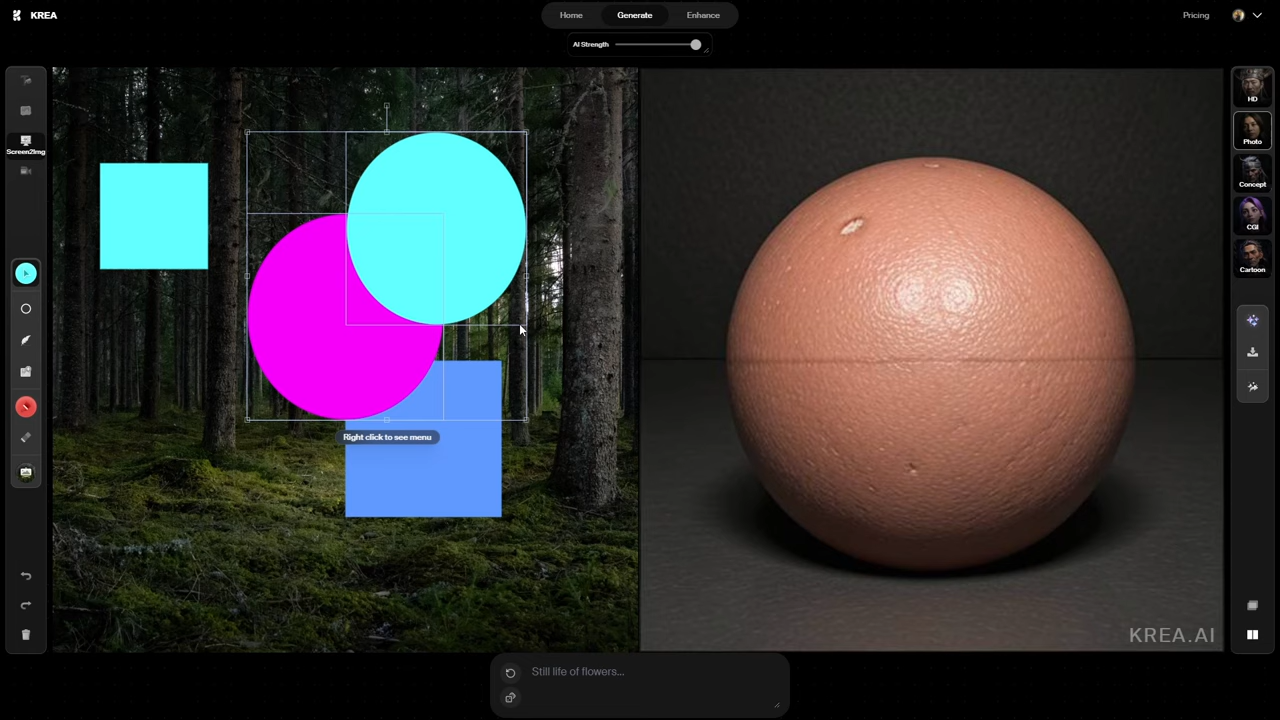 KREA
Home
Generate
Enhance
Pricing
AI Strength
Screen2Img
HD
Photo
Concept
CGI
Cartoon
Right click to see menu
KREA.AI
Still life of flowers...